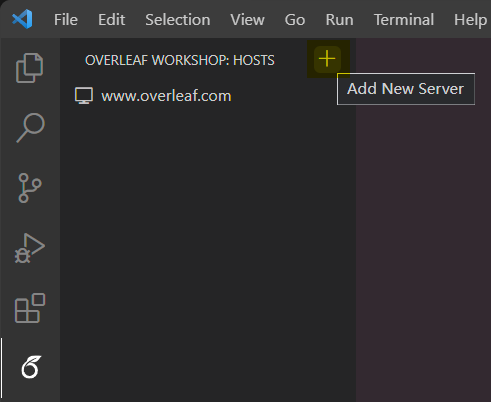 File Edit Selection View Go Run Terminal Help
OVERLEAF WORKSHOP: HOSTS
Add New Server
www.overleaf.com